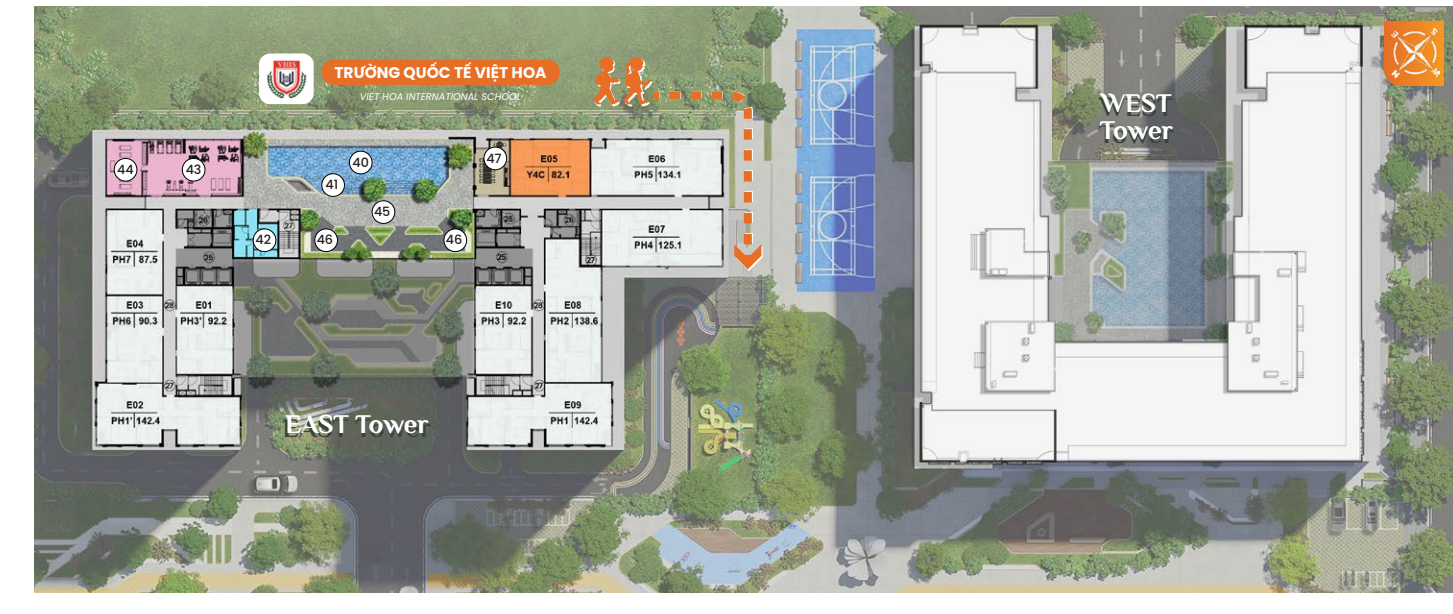 VHIS
TRƯỜNG QUỐC TẾ VIỆT HOA
VIET HOA INTERNATIONAL SCHOOL
WEST
Tower
44
43
40
41
47
E05
Y4C 82.1
E06
PH5 134.1
45
46
46
42
26
27
25
26
26
25
27
E07
PH4 125.1
E04
PH7 87.5
E03
PH6 90.3
28
E01
PH3' 92.2
E10
PH3 92.2
28
E08
PH2 138.6
27
27
E02
PH1' 142.4
E09
PH1 142.4
EAST Tower